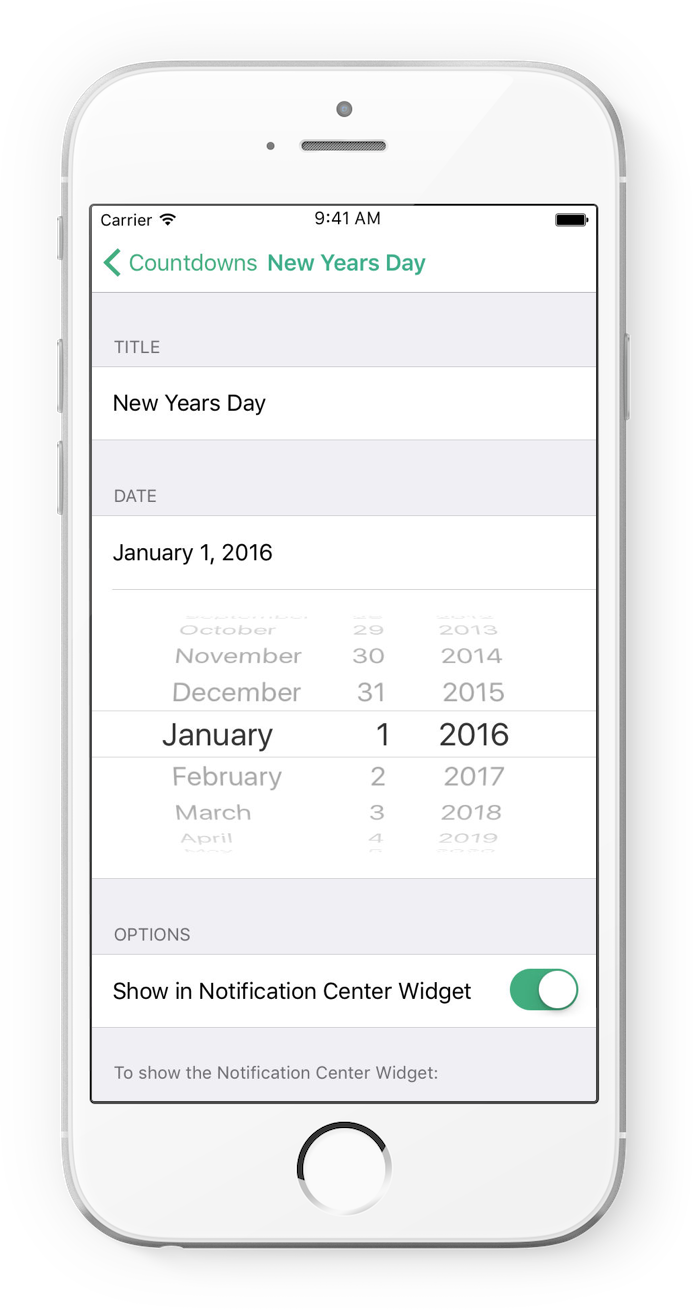 Carrier 9:41 AM
Countdowns New Years Day
TITLE
New Years Day
DATE
January 1, 2016
October 29 2013
November 30 2014
December 31 2015
January 1 2016
February 2 2017
March 3 2018
April 4 2019
OPTIONS
Show in Notification Center Widget
To show the Notification Center Widget: